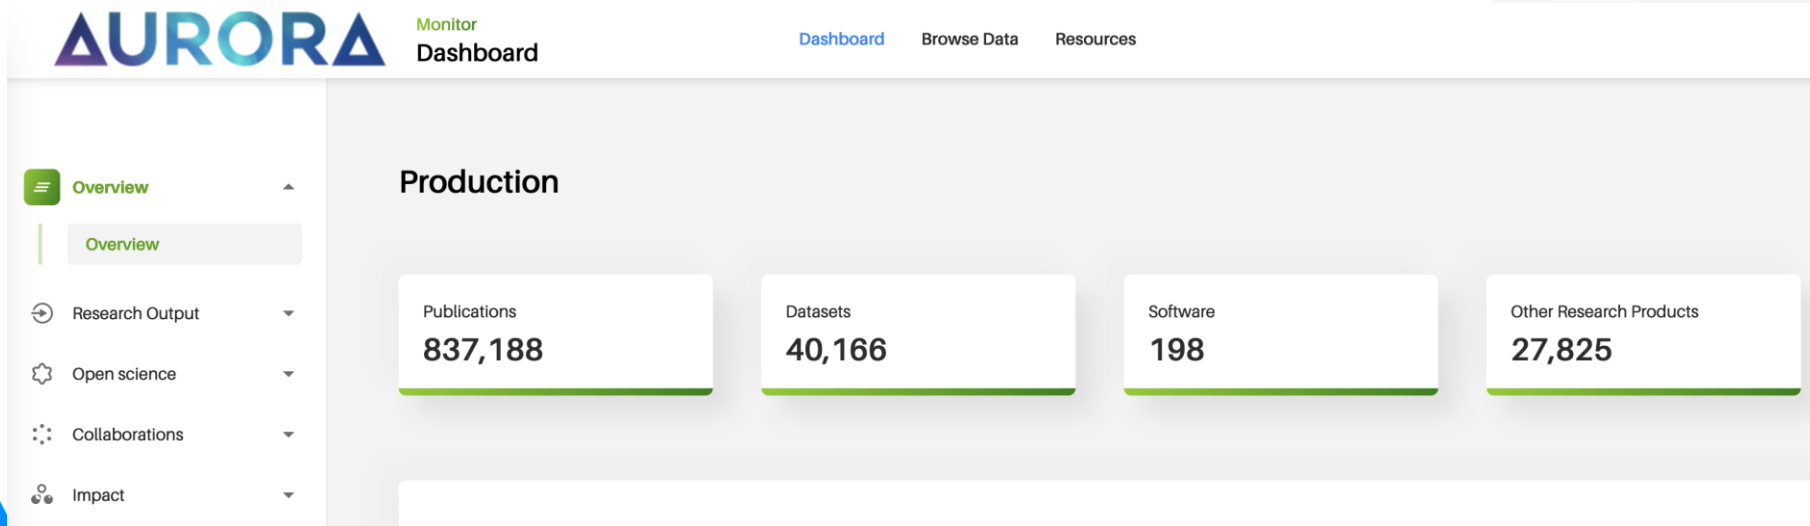 AURORA
Monitor
Dashboard
Dashboard Browse Data Resources
Overview
Overview
Research Output
Open science
Collaborations
Impact
Production
Publications
837,188
Datasets
40,166
Software
198
Other Research Products
27,825